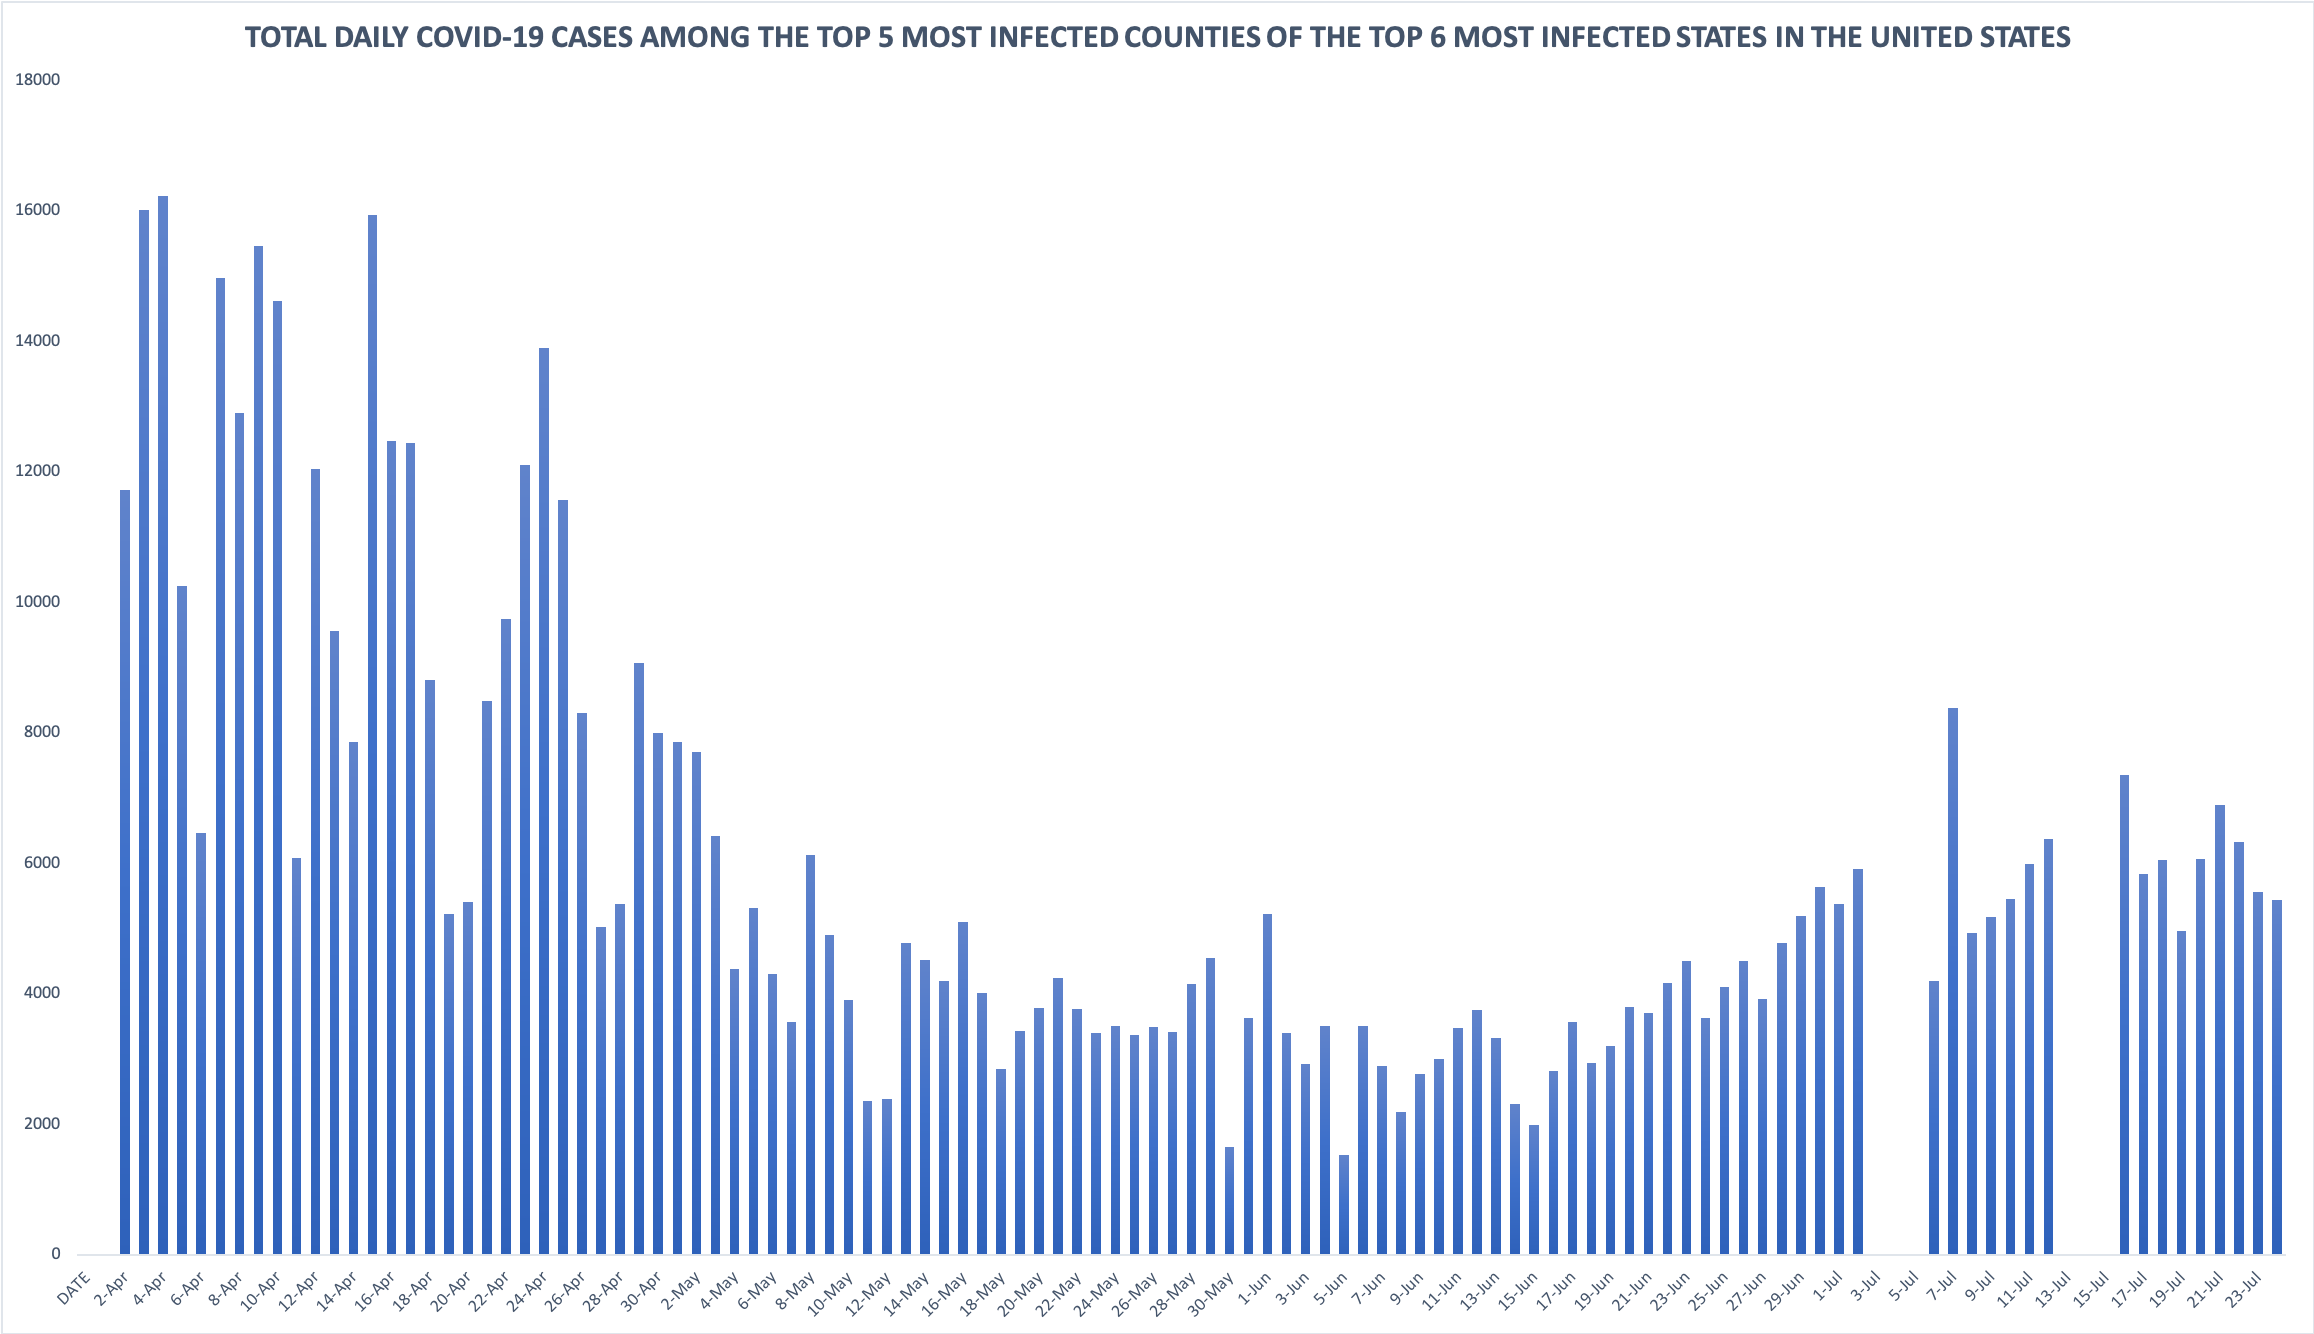 TOTAL DAILY COVID-19 CASES AMONG THE TOP 5 MOST INFECTED COUNTIES OF THE TOP 6 MOST INFECTED STATES IN THE UNITED STATES
18000
16000
14000
12000
10000
8000
6000
4000
2000
0
DATE
2-Apr
4-Apr
6-Apr
8-Apr
10-Apr
12-Apr
14-Apr
16-Apr
18-Apr
20-Apr
22-Apr
24-Apr
26-Apr
28-Apr
30-Apr
2-May
4-May
6-May
8-May
10-May
12-May
14-May
16-May
18-May
20-May
22-May
24-May
26-May
28-May
30-May
1-Jun
3-Jun
5-Jun
7-Jun
9-Jun
11-Jun
13-Jun
15-Jun
17-Jun
19-Jun
21-Jun
23-Jun
25-Jun
27-Jun
29-Jun
1-Jul
3-Jul
5-Jul
7-Jul
9-Jul
11-Jul
13-Jul
15-Jul
17-Jul
19-Jul
21-Jul
23-Jul